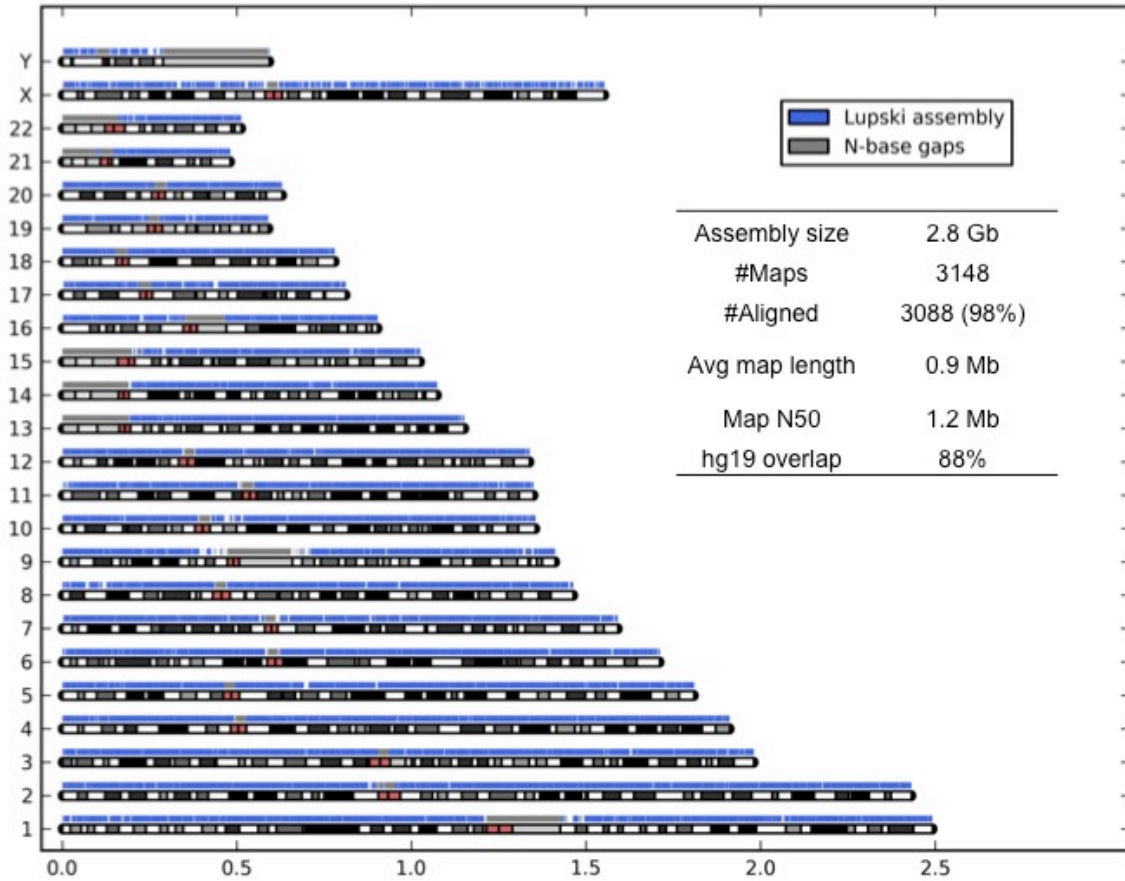 Y
X
22
21
20
19
18
17
16
15
14
13
12
11
10
9
8
7
6
5
4
3
2
1
0.0 0.5 1.0 1.5 2.0 2.5
Lupski assembly
N-base gaps
Assembly size 2.8 Gb
#Maps 3148
#Aligned 3088 (98%)
Avg map length 0.9 Mb
Map N50 1.2 Mb
hg19 overlap 88%